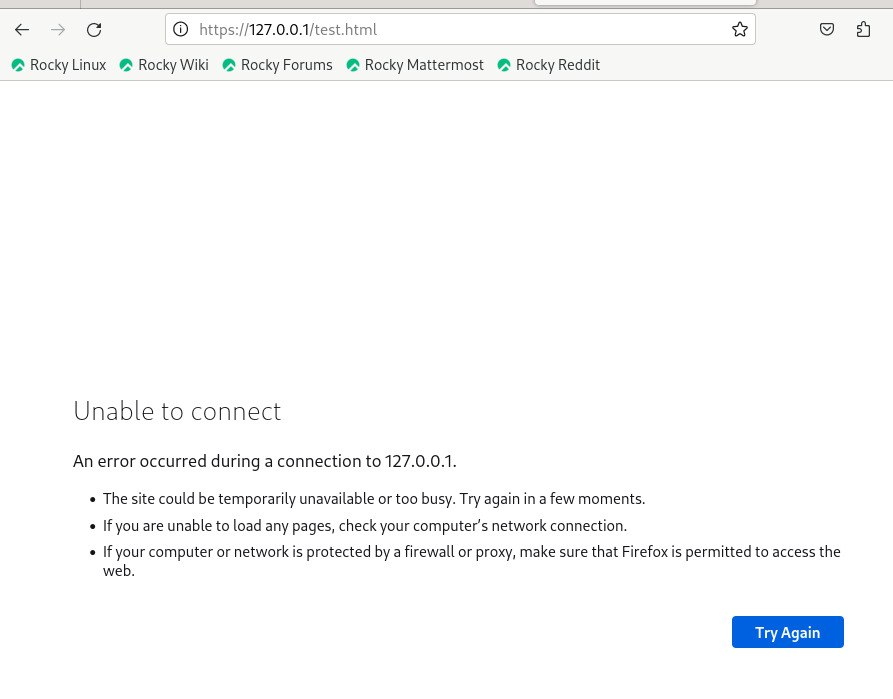 https://127.0.0.1/test.html
Rocky Linux Rocky Wiki Rocky Forums Rocky Mattermost Rocky Reddit
Unable to connect
An error occurred during a connection to 127.0.0.1.
• The site could be temporarily unavailable or too busy. Try again in a few moments.
• If you are unable to load any pages, check your computer’s network connection.
• If your computer or network is protected by a firewall or proxy, make sure that Firefox is permitted to access the
web.
Try Again